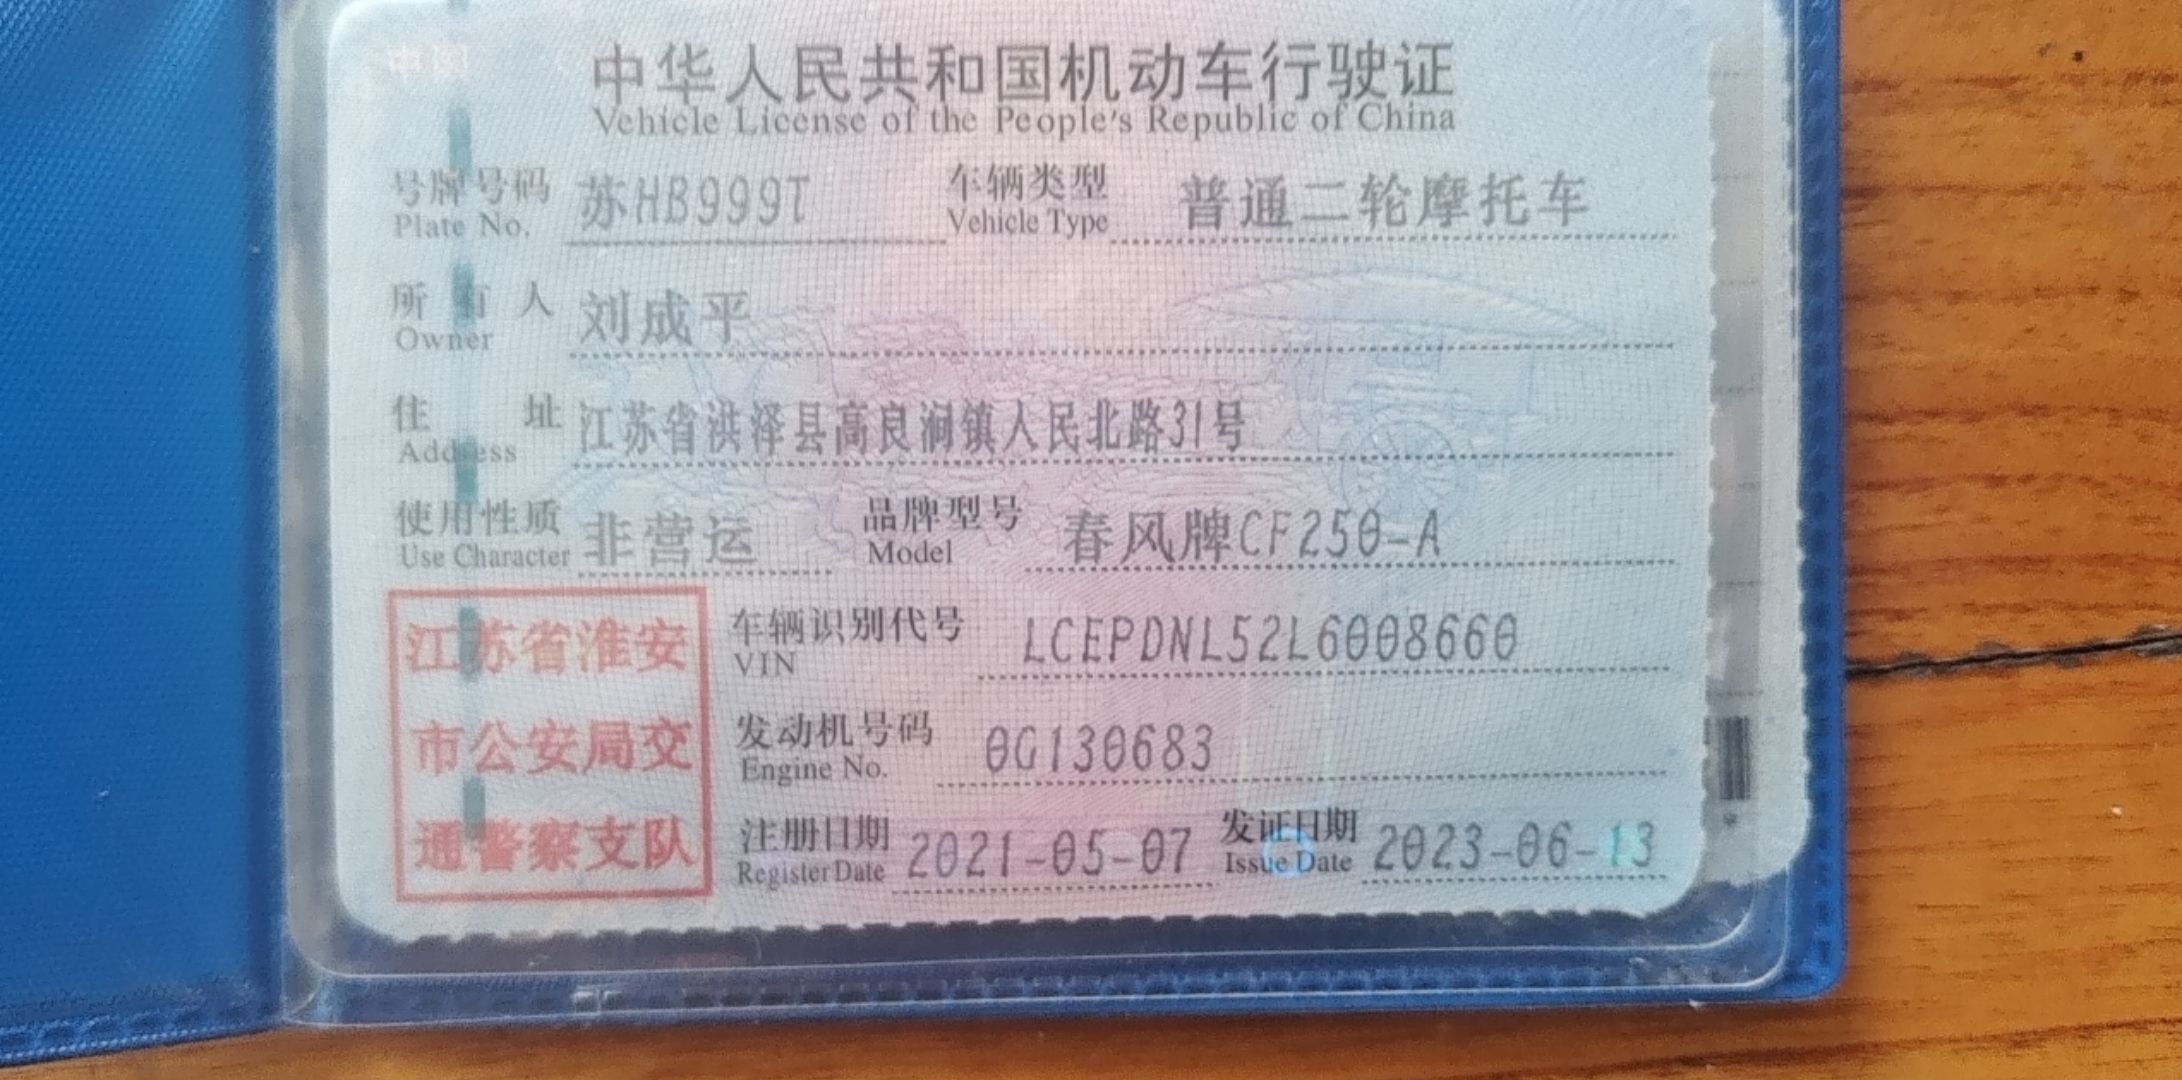 中华人民共和国机动车行驶证
Vehicle License of the People's Republic of China
号牌号码 苏HB999T 车辆类型 普通二轮摩托车
Plate No. Vehicle Type
所有人 刘成平
Owner
住址 江苏省洪泽县高良涧镇人民北路31号
Address
使用性质 非营运 品牌型号 春风牌CF250-A
Use Character Model
江苏省淮安
市公安局交
通警察支队
车辆识别代号 LCEPDNL52L6008660
VIN
发动机号码 0G130683
Engine No.
注册日期 2021-05-07 发证日期 2023-06-13
Register Date Issue Date